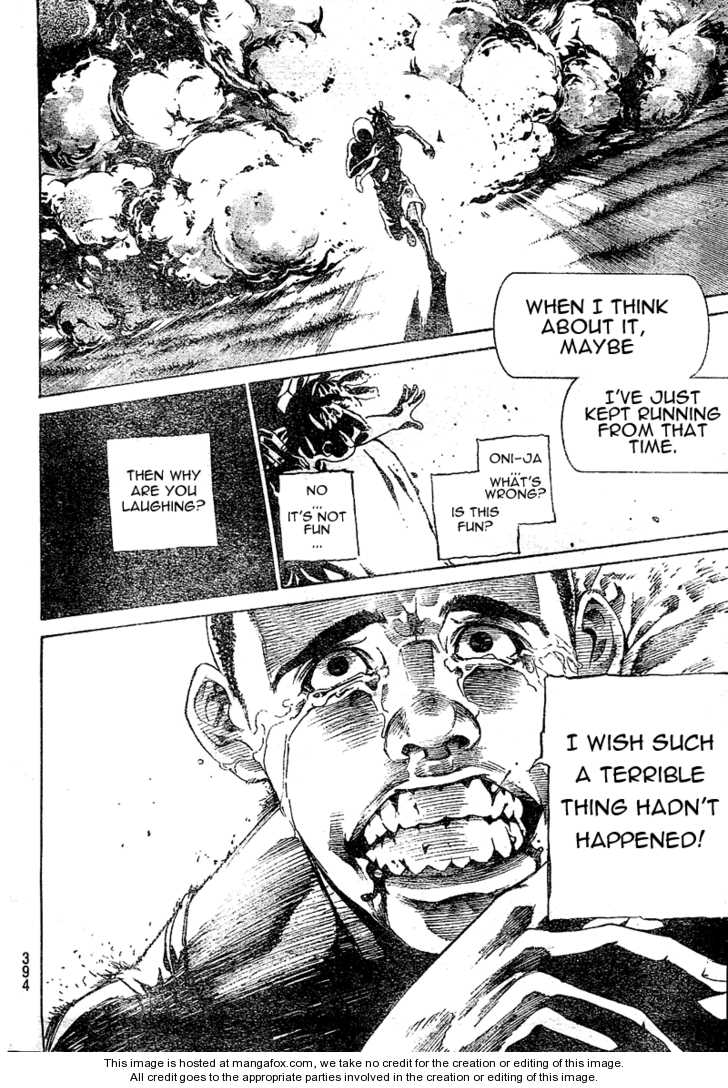 WHEN I THINK
ABOUT IT,
MAYBE
I'VE JUST
KEPT RUNNING
FROM THAT
TIME.
ONI-JA
...
WHAT'S
WRONG?
IS THIS
FUN?
NO
...
IT'S NOT
FUN
...
THEN WHY
ARE YOU
LAUGHING?
I WISH SUCH
A TERRIBLE
THING HADN'T
HAPPENED!
394
This image is hosted at mangafox.com, we take no credit for the creation or editing of this image.
All credit goes to the appropriate parties involved in the creation or editing of this image.